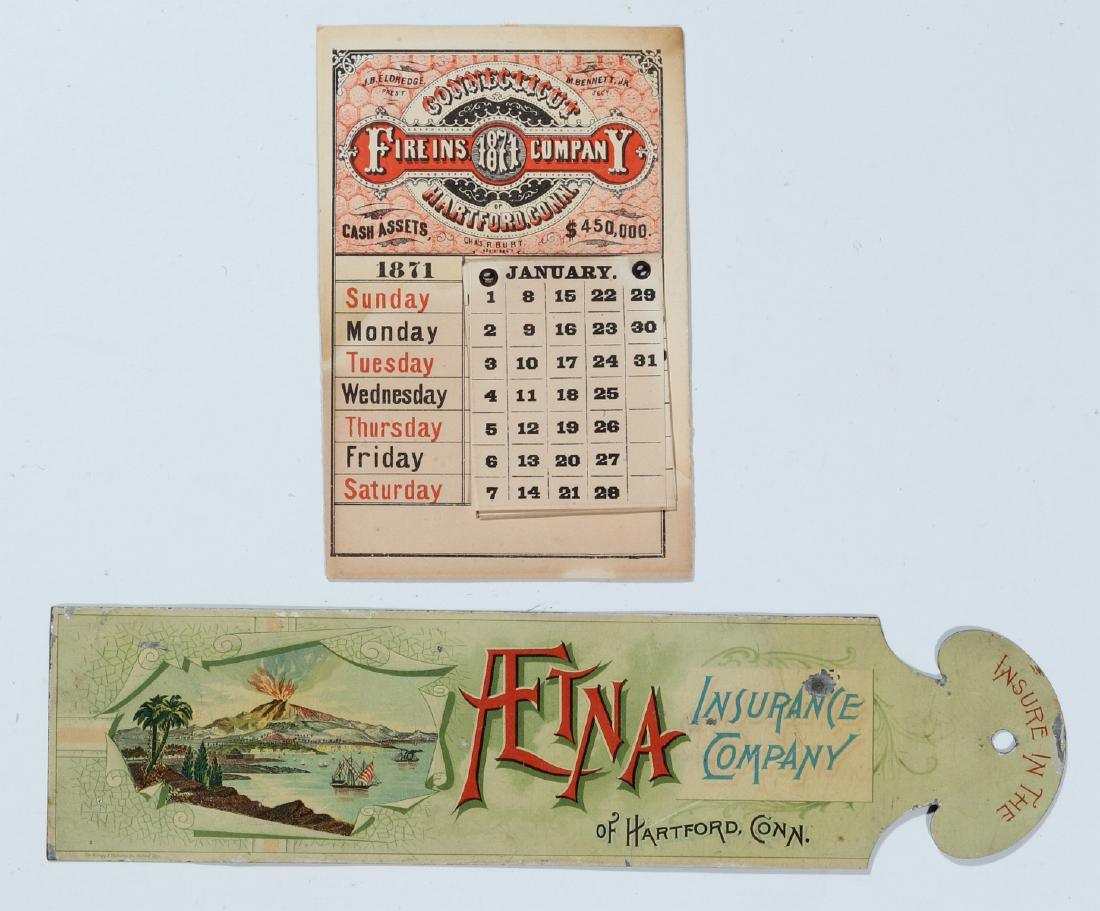 J.B. ELDREDGE, PREST.
M. BENNETT, JR. SECY.
CONNECTICUT
FIRE INS. 1871 COMPANY
OF
HARTFORD, CONN.
CASH ASSETS, $450,000.
CHAS. R. BURT.
1871 JANUARY.
Sunday 1 8 15 22 29
Monday 2 9 16 23 30
Tuesday 3 10 17 24 31
Wednesday 4 11 18 25
Thursday 5 12 19 26
Friday 6 13 20 27
Saturday 7 14 21 28
ÆTNA
INSURANCE
COMPANY
OF HARTFORD, CONN.
INSURE IN THE